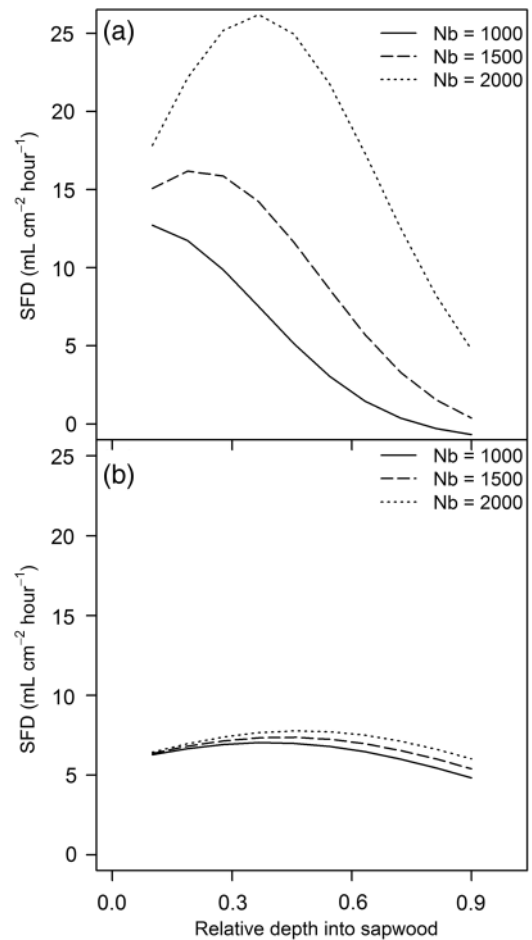 (a)
Nb = 1000
Nb = 1500
Nb = 2000
25
20
15
10
5
0
SFD (mL cm⁻² hour⁻¹)
(b)
Nb = 1000
Nb = 1500
Nb = 2000
25
20
15
10
5
0
SFD (mL cm⁻² hour⁻¹)
0.0 0.3 0.6 0.9
Relative depth into sapwood